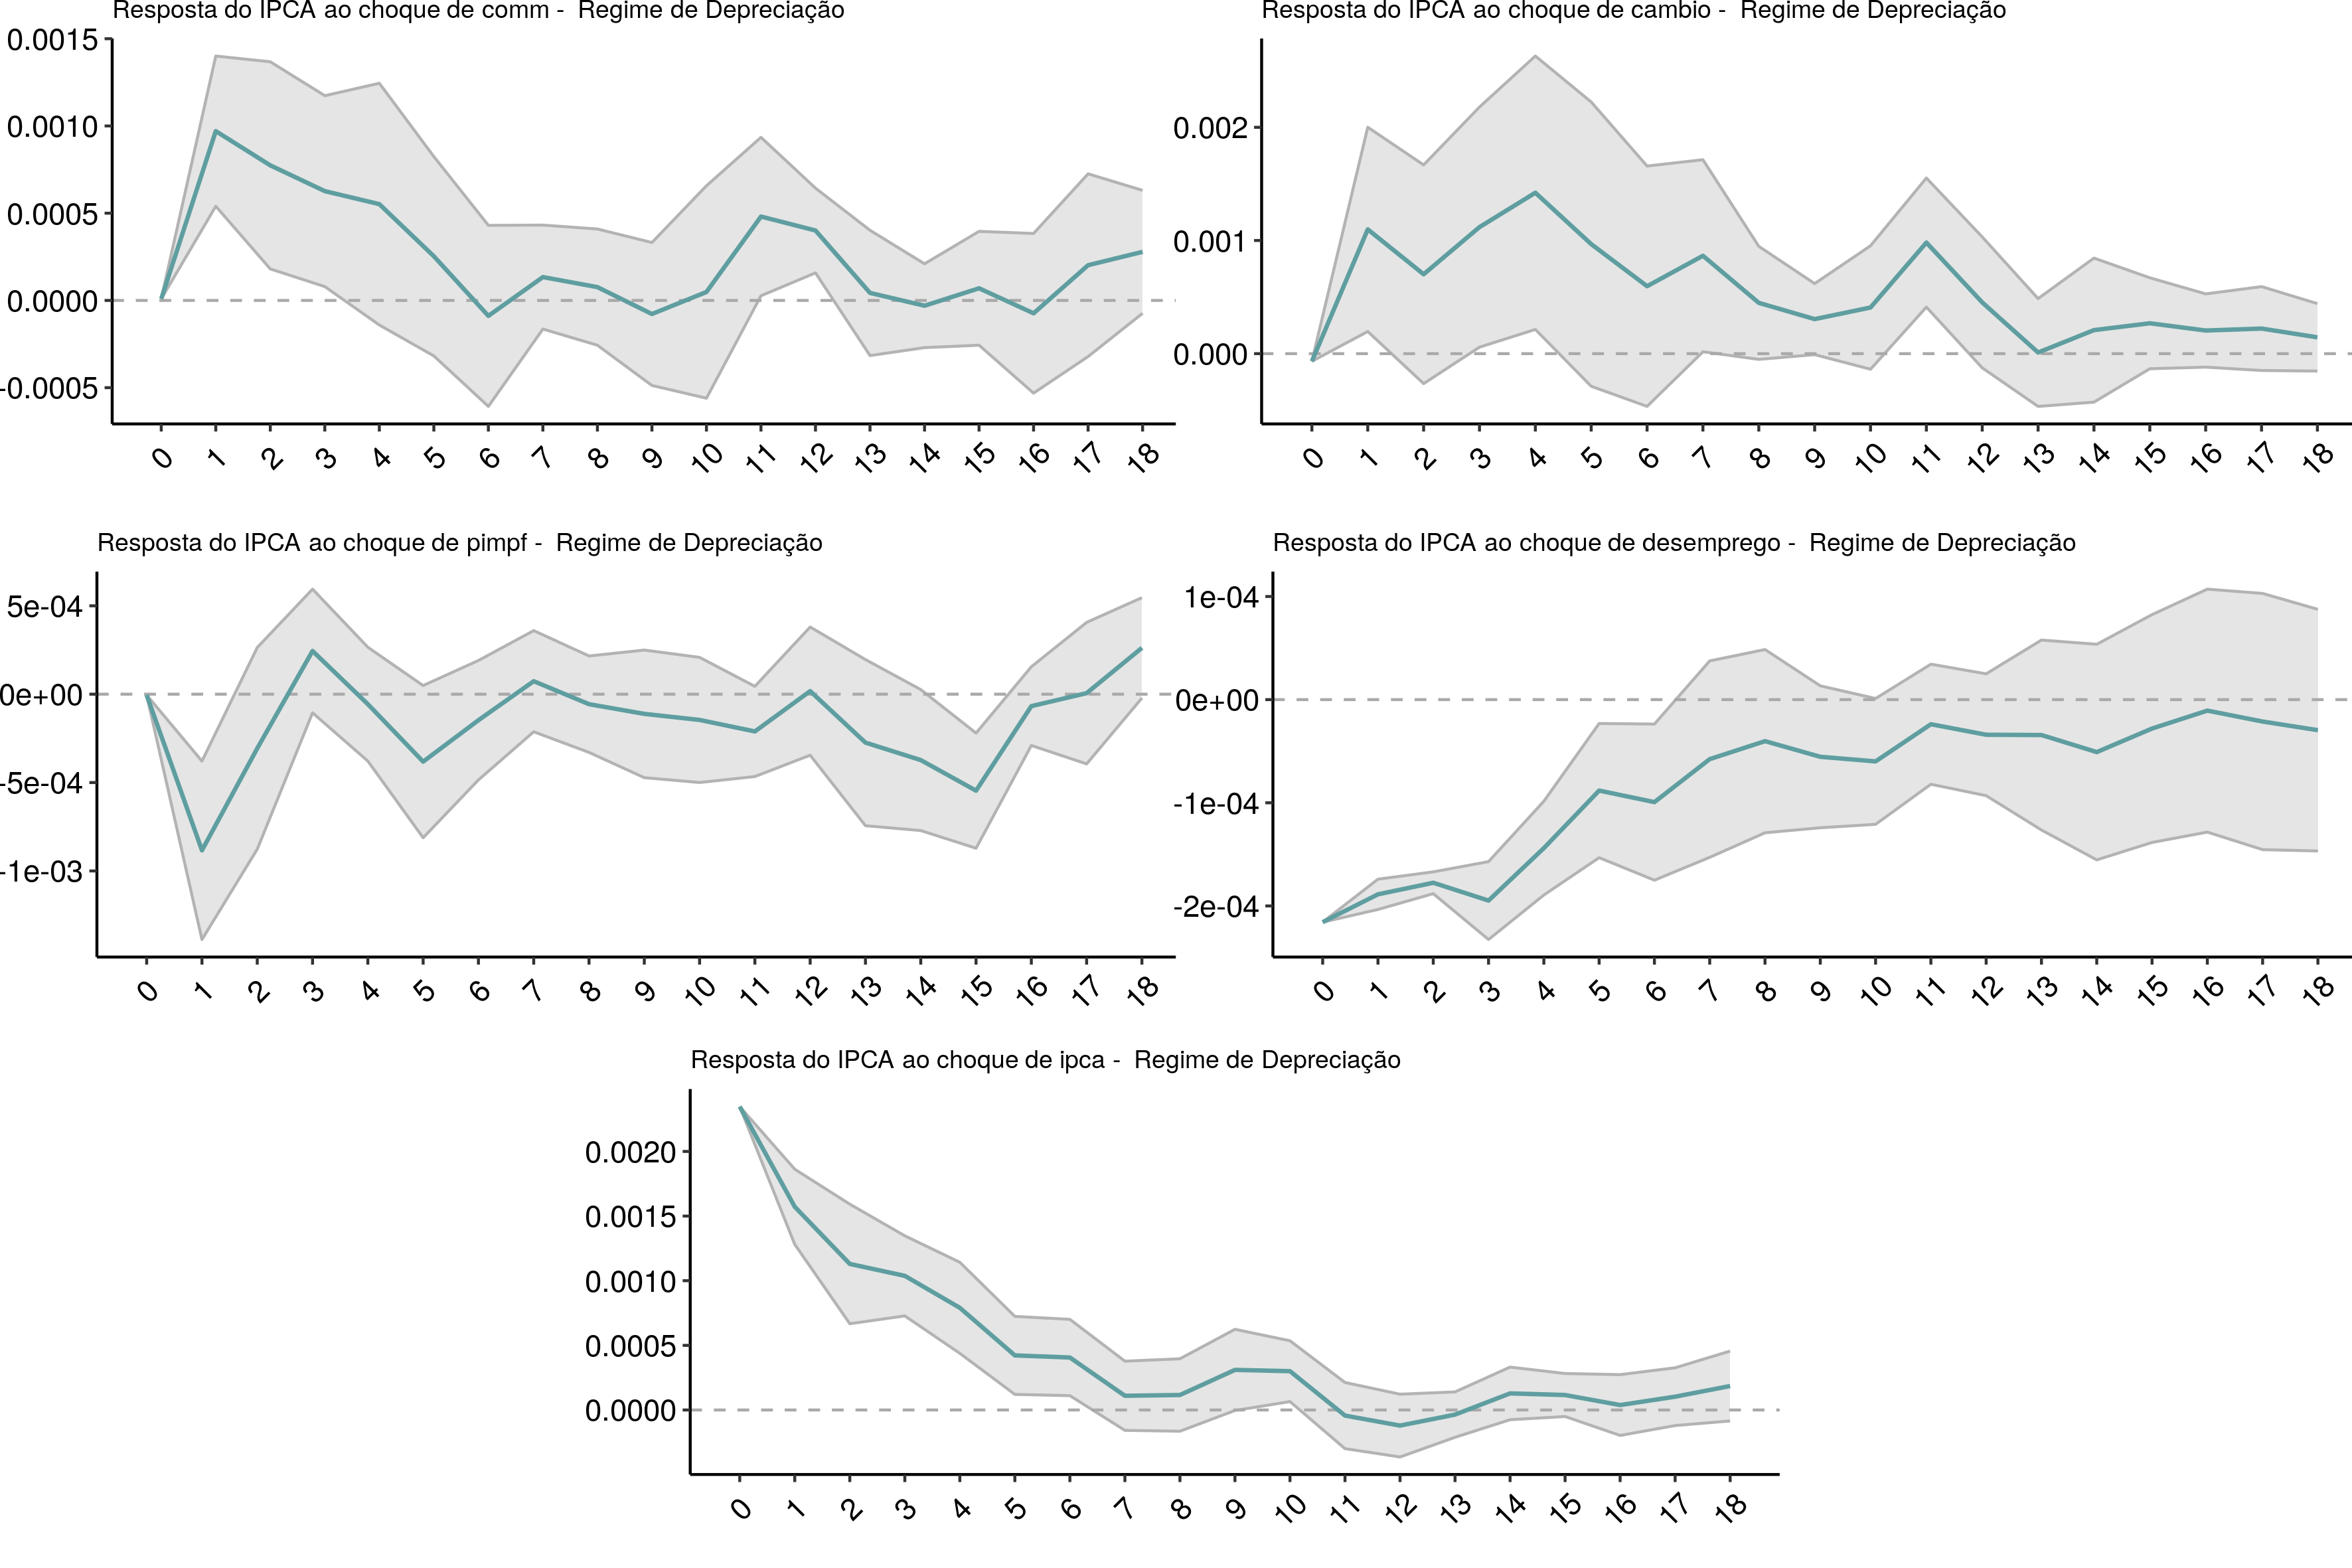 Resposta do IPCA ao choque de comm -  Regime de Depreciação
0.0015
0.0010
0.0005
0.0000
-0.0005
0 1 2 3 4 5 6 7 8 9 10 11 12 13 14 15 16 17 18
Resposta do IPCA ao choque de cambio -  Regime de Depreciação
0.002
0.001
0.000
0 1 2 3 4 5 6 7 8 9 10 11 12 13 14 15 16 17 18
Resposta do IPCA ao choque de pimpf -  Regime de Depreciação
5e-04
0e+00
-5e-04
-1e-03
0 1 2 3 4 5 6 7 8 9 10 11 12 13 14 15 16 17 18
Resposta do IPCA ao choque de desemprego -  Regime de Depreciação
1e-04
0e+00
-1e-04
-2e-04
0 1 2 3 4 5 6 7 8 9 10 11 12 13 14 15 16 17 18
Resposta do IPCA ao choque de ipca -  Regime de Depreciação
0.0020
0.0015
0.0010
0.0005
0.0000
0 1 2 3 4 5 6 7 8 9 10 11 12 13 14 15 16 17 18